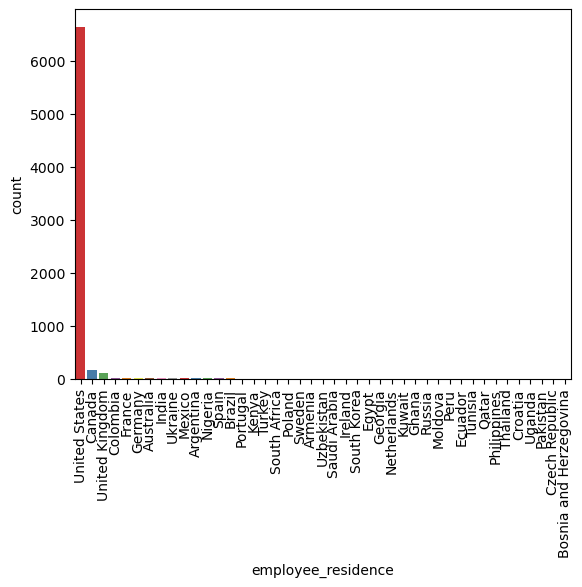 6000
5000
4000
3000
2000
1000
0
count
United States
Canada
United Kingdom
Colombia
France
Germany
Australia
India
Ukraine
Mexico
Argentina
Nigeria
Spain
Brazil
Portugal
Kenya
Turkey
South Africa
Poland
Sweden
Armenia
Uzbekistan
Saudi Arabia
Ireland
South Korea
Egypt
Georgia
Netherlands
Kuwait
Ghana
Russia
Moldova
Peru
Ecuador
Tunisia
Qatar
Philippines
Thailand
Croatia
Uganda
Pakistan
Czech Republic
Bosnia and Herzegovina
employee_residence